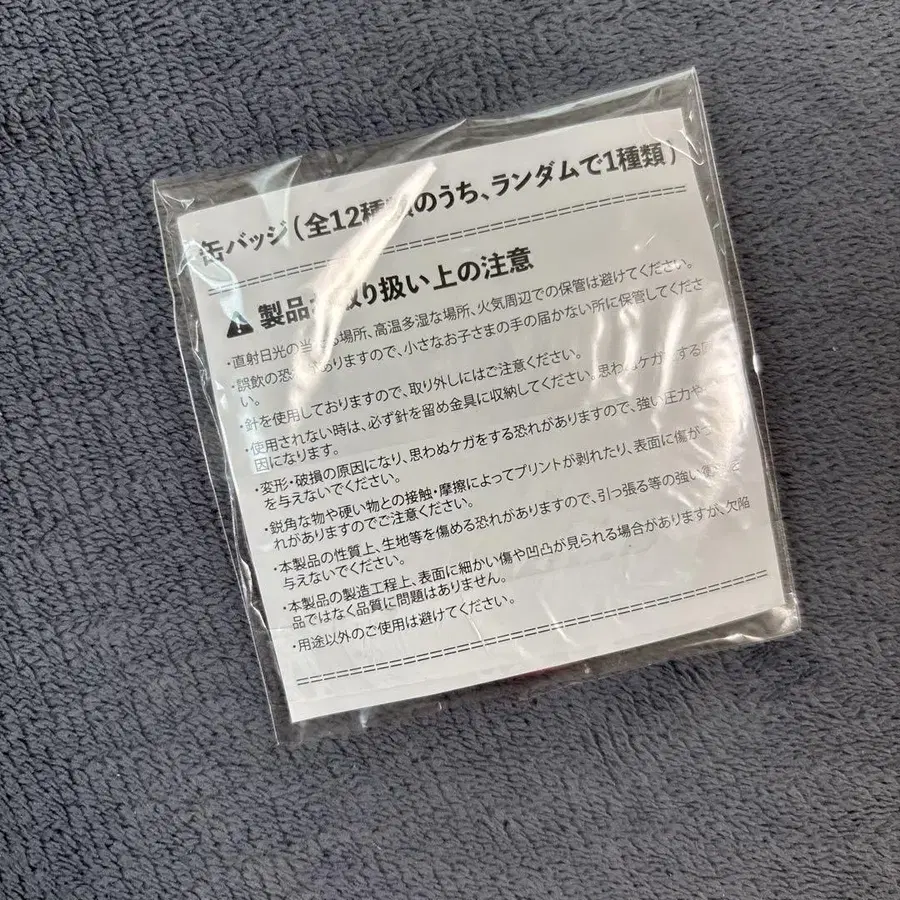 缶バッジ（全12種類のうち、ランダムで1種類）
製品 取り扱い上の注意
・直射日光の当 る場所、高温多湿な場所、火気周辺での保管は避けてください。
・誤飲の恐 ありますので、小さなお子さまの手の届かない所に保管してくださ
い。
・針を使用しておりますので、取り外しにはご注意ください。
・使用されない時は、必ず針を留め金具に収納してください。思わぬケガをする原
因になります。
・変形・破損の原因になり、思わぬケガをする恐れがありますので、強い圧力や
を与えないでください。
・鋭角な物や硬い物との接触・摩擦によってプリントが剥れたり、表面に傷がつ
れがありますのでご注意ください。
・本製品の性質上、生地等を傷める恐れがありますので、引っ張る等の強い
与えないでください。
・本製品の製造工程上、表面に細かい傷や凹凸が見られる場合がありますが、欠陥
品ではなく品質に問題はありません。
・用途以外のご使用は避けてください。